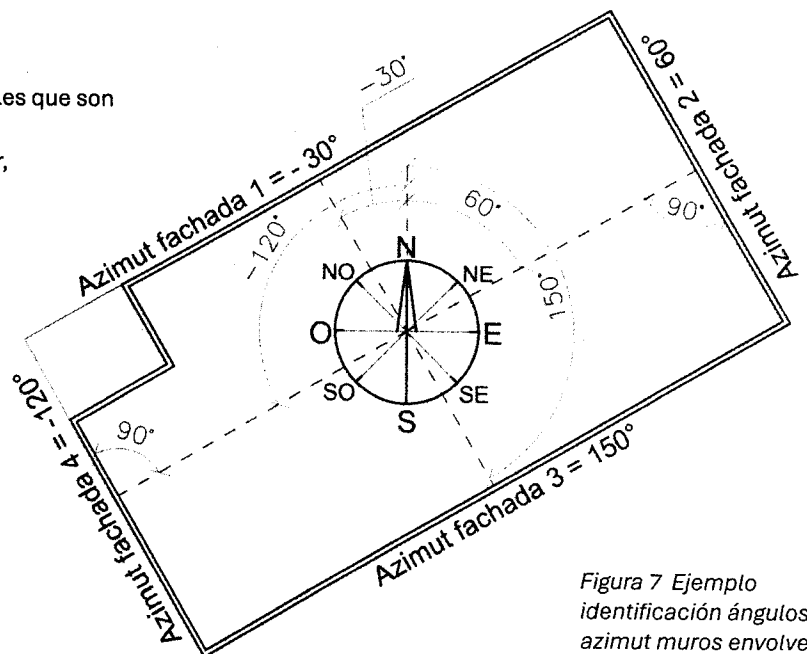 les que son
r,
-30°
Azimut fachada 1 = - 30°
Azimut fachada 2 = 60°
-120°
60°
90°
150°
N
NO
NE
O
E
SO
SE
S
90°
Azimut fachada 4 = -120°
Azimut fachada 3 = 150°
Figura 7 Ejemplo
identificación ángulos
azimut muros envolve